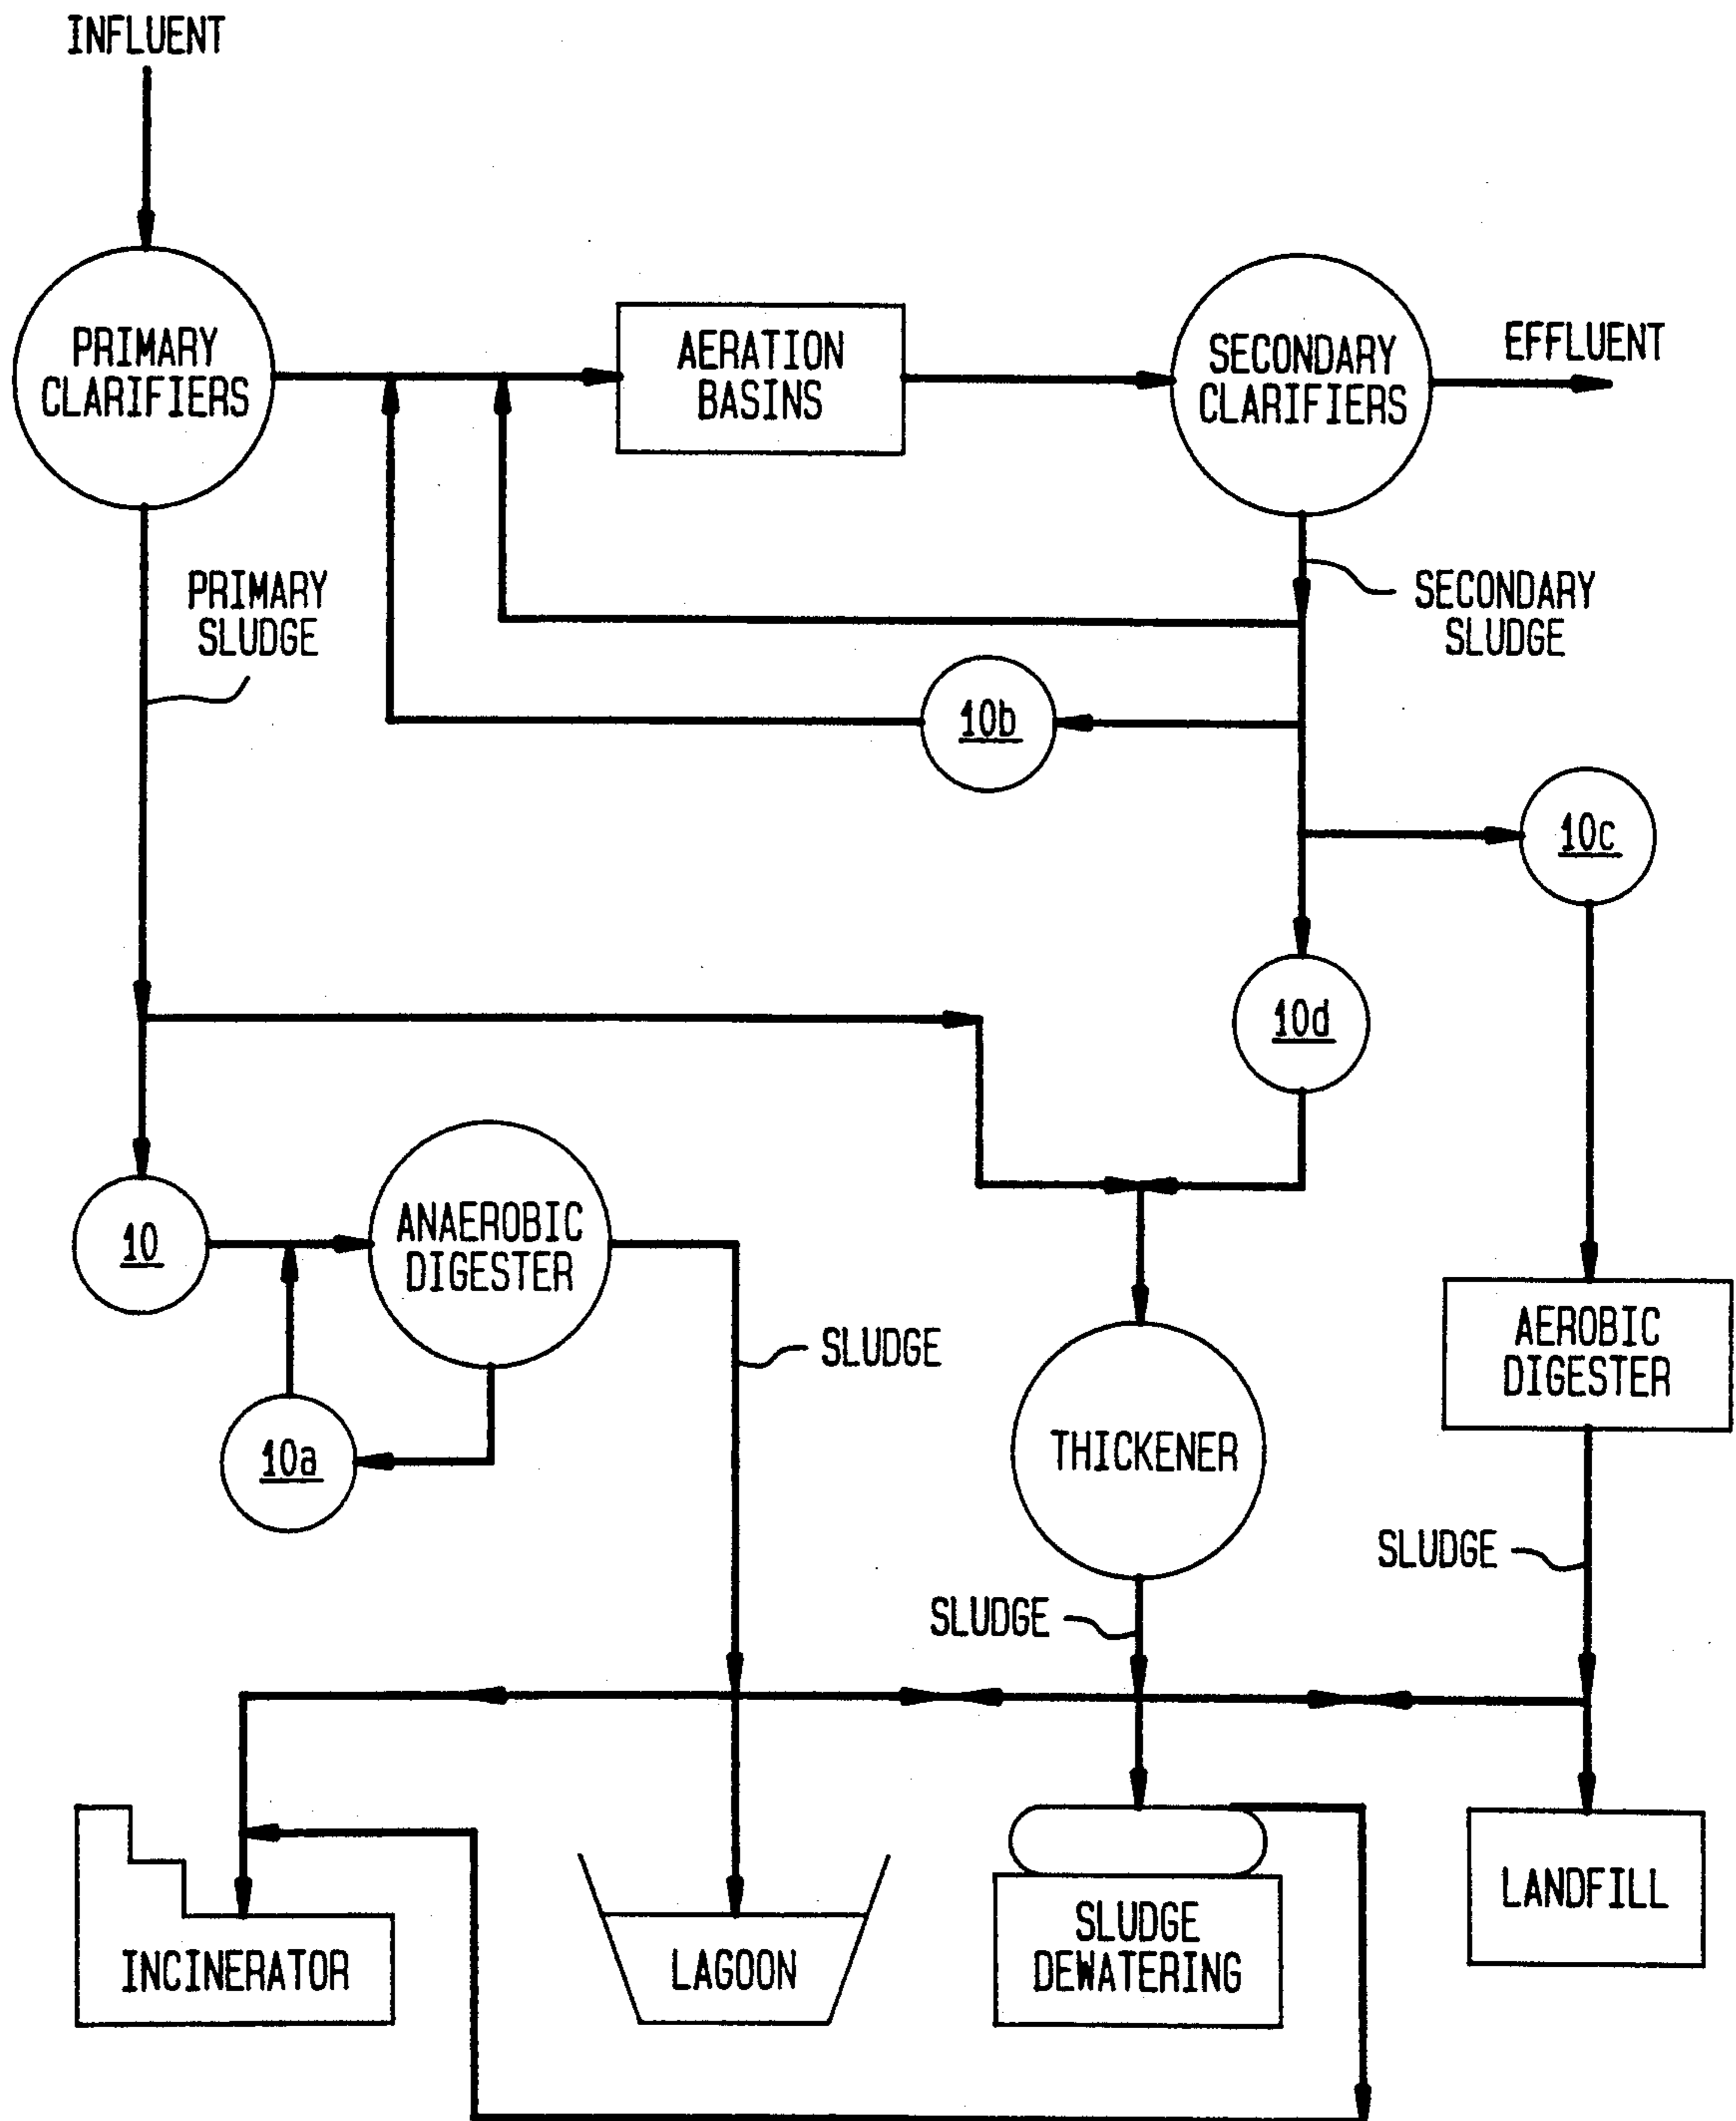 INFLUENT
PRIMARY
CLARIFIERS
AERATION
BASINS
SECONDARY
CLARIFIERS
EFFLUENT
PRIMARY
SLUDGE
SECONDARY
SLUDGE
10b
10c
10d
10
ANAEROBIC
DIGESTER
SLUDGE
10a
THICKENER
AEROBIC
DIGESTER
SLUDGE
SLUDGE
INCINERATOR
LAGOON
SLUDGE
DEWATERING
LANDFILL